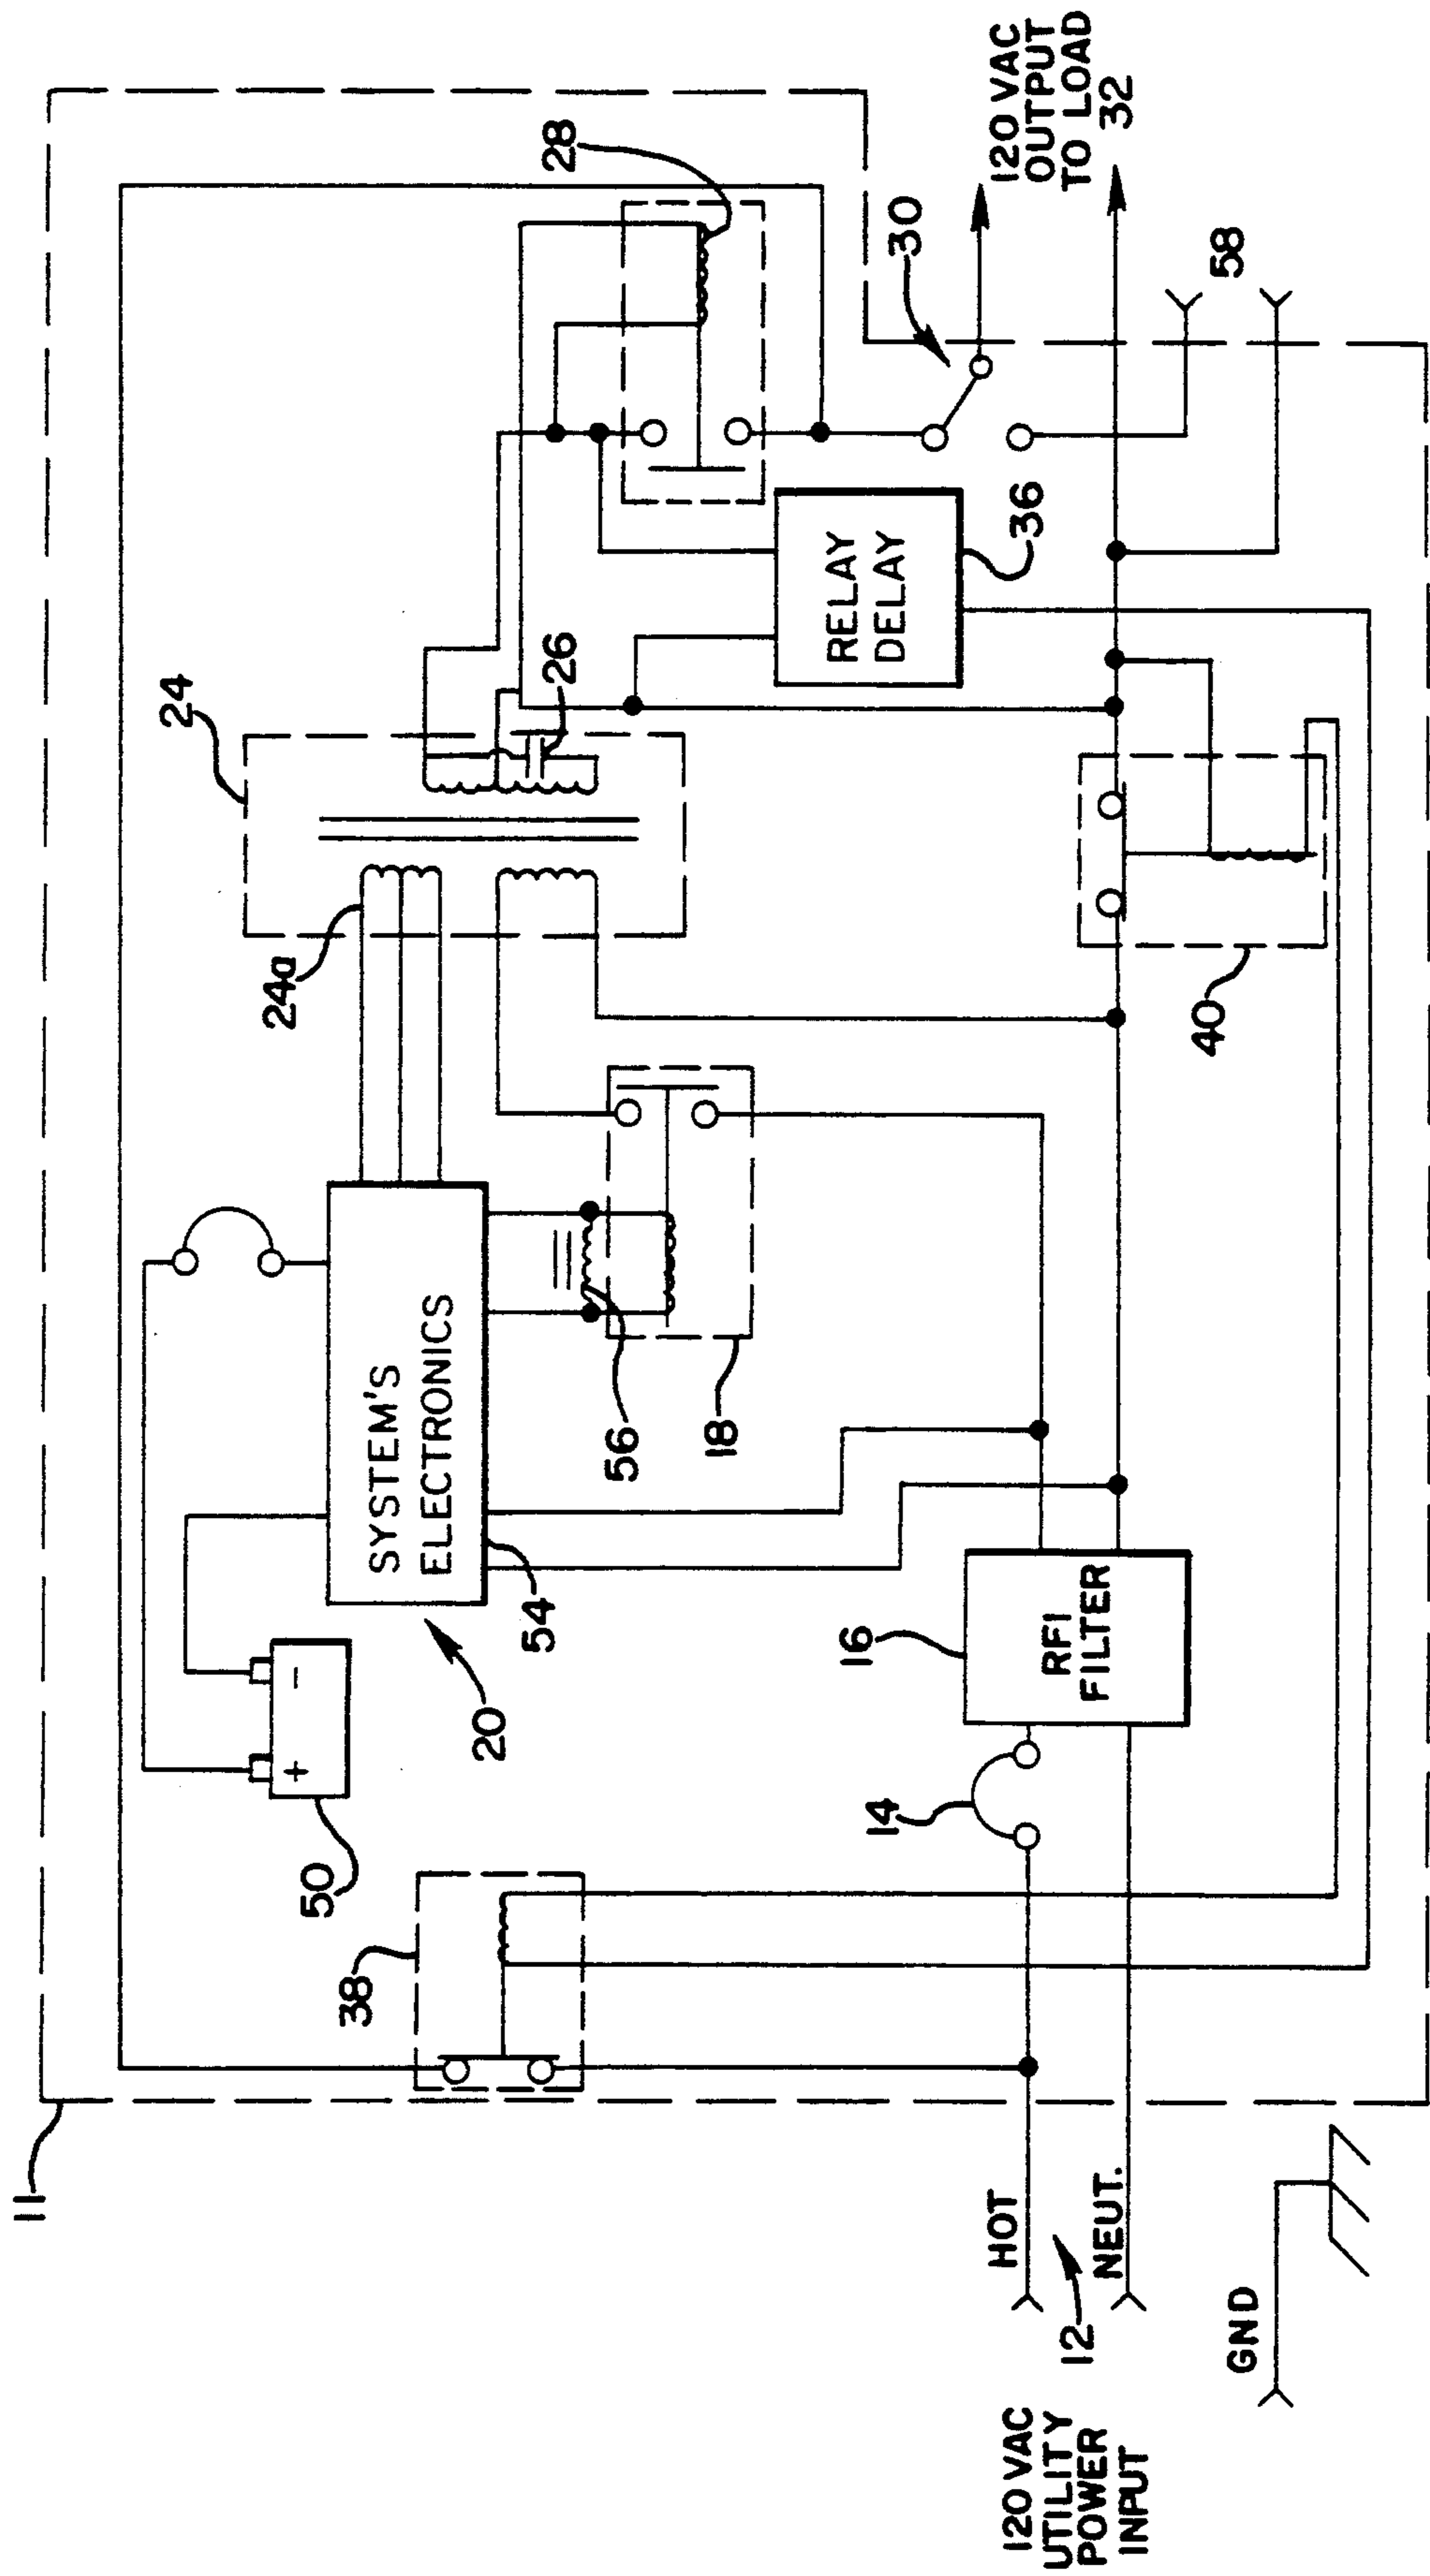 11
120 VAC
UTILITY
POWER
INPUT
12
HOT
NEUT.
GND
38
50
+
-
14
16
RFI
FILTER
20
54
SYSTEM'S
ELECTRONICS
56
18
24a
24
26
40
RELAY
DELAY
36
28
30
58
120 VAC
OUTPUT
TO LOAD
32